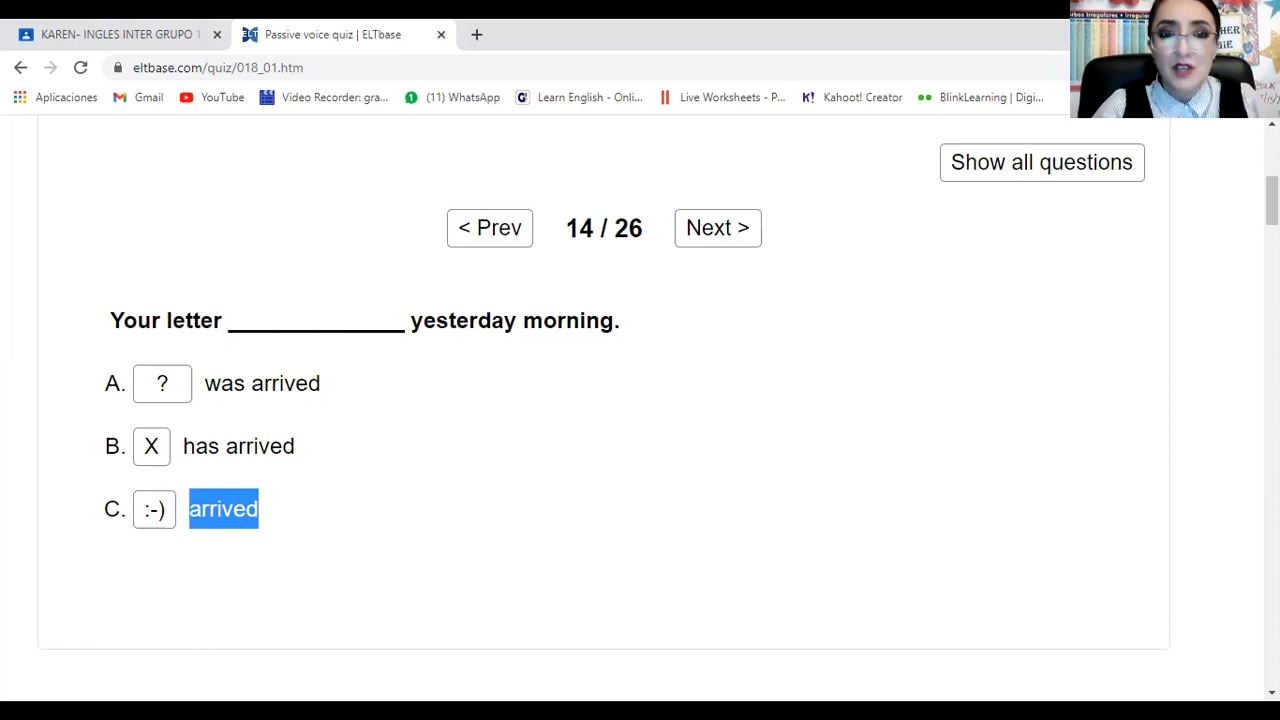 KAREN- INGLES INTER GRUPO 1
Passive voice quiz | ELTbase
eltbase.com/quiz/018_01.htm
Aplicaciones
Gmail
YouTube
Video Recorder: gra...
(11) WhatsApp
Learn English - Onli...
Live Worksheets - P...
K! Kahoot! Creator
BlinkLearning | Digi...
Show all questions
< Prev 14 / 26 Next >
Your letter ______________ yesterday morning.
A. ? was arrived
B. X has arrived
C. :-) arrived